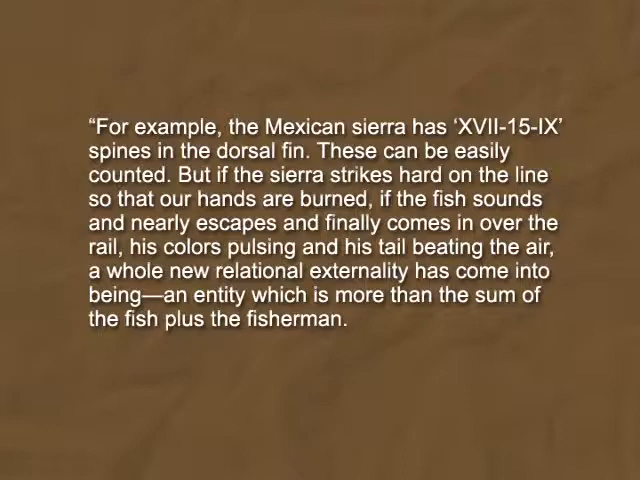 “For example, the Mexican sierra has ‘XVII-15-IX’
spines in the dorsal fin. These can be easily
counted. But if the sierra strikes hard on the line
so that our hands are burned, if the fish sounds
and nearly escapes and finally comes in over the
rail, his colors pulsing and his tail beating the air,
a whole new relational externality has come into
being—an entity which is more than the sum of
the fish plus the fisherman.